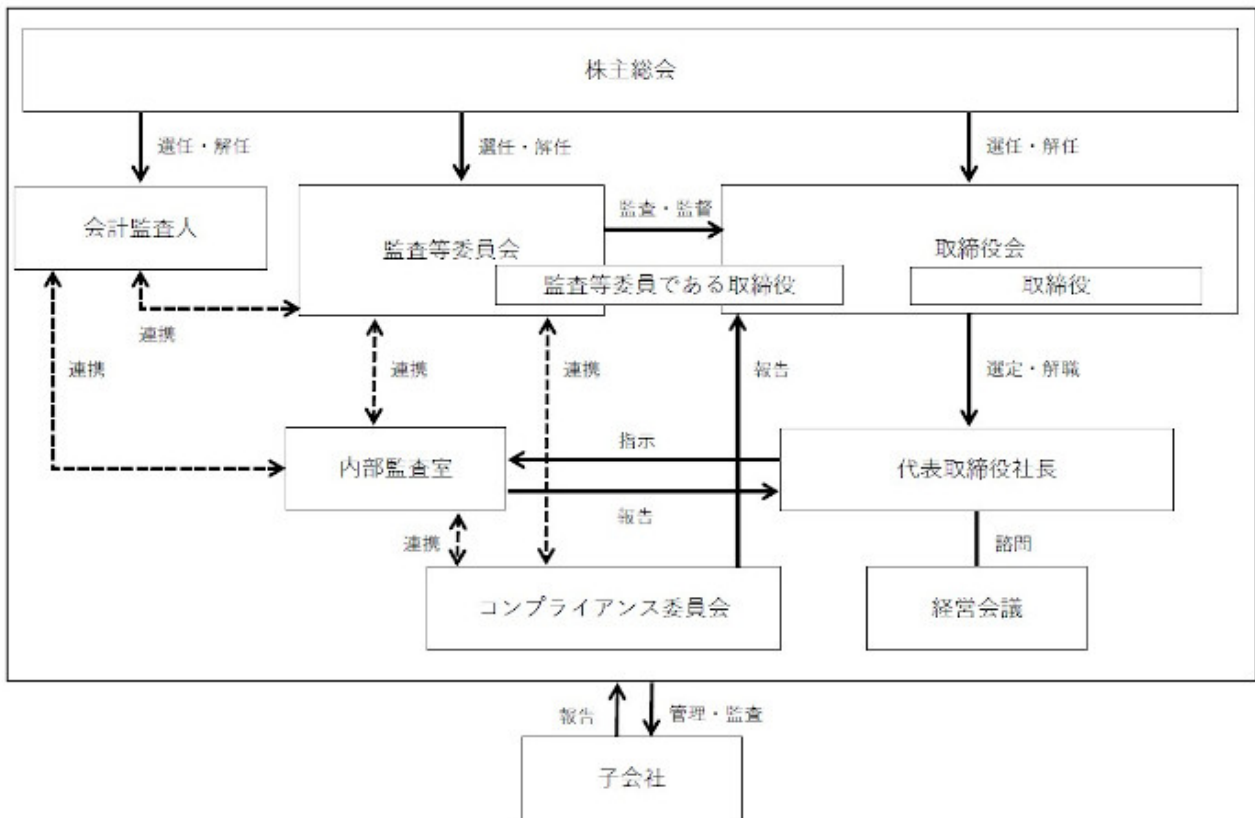 株主総会
選任・解任
選任・解任
選任・解任
会計監査人
監査等委員会
監査・監督
取締役会
監査等委員である取締役
取締役
連携
連携
連携
連携
報告
選定・解職
内部監査室
指示
報告
代表取締役社長
連携
諮問
コンプライアンス委員会
経営会議
報告
管理・監査
子会社